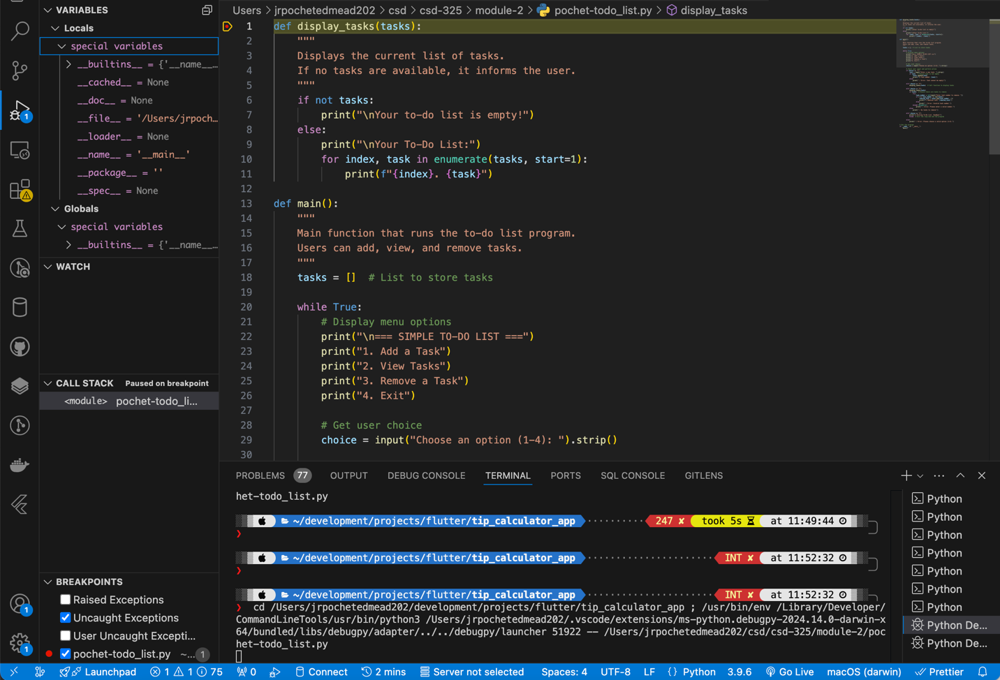 VARIABLES
Locals
special variables
__builtins__ = {'__name__...
__cached__ = None
__doc__ = None
__file__ = '/Users/jrpoch...
__loader__ = None
__name__ = '__main__'
__package__ = ''
__spec__ = None
Globals
special variables
__builtins__ = {'__name__...
WATCH
CALL STACK Paused on breakpoint
<module> pochet-todo_li...
BREAKPOINTS
Raised Exceptions
Uncaught Exceptions
User Uncaught Excepti...
pochet-todo_list.py ~... 1
1
1
1
Users > jrpochetedmead202 > csd > csd-325 > module-2 > pochet-todo_list.py > display_tasks
1 def display_tasks(tasks):
2 """
3 Displays the current list of tasks.
4 If no tasks are available, it informs the user.
5 """
6 if not tasks:
7 print("\nYour to-do list is empty!")
8 else:
9 print("\nYour To-Do List:")
10 for index, task in enumerate(tasks, start=1):
11 print(f"{index}. {task}")
12
13 def main():
14 """
15 Main function that runs the to-do list program.
16 Users can add, view, and remove tasks.
17 """
18 tasks = [] # List to store tasks
19
20 while True:
21 # Display menu options
22 print("\n=== SIMPLE TO-DO LIST ===")
23 print("1. Add a Task")
24 print("2. View Tasks")
25 print("3. Remove a Task")
26 print("4. Exit")
27
28 # Get user choice
29 choice = input("Choose an option (1-4): ").strip()
30
PROBLEMS 77 OUTPUT DEBUG CONSOLE TERMINAL PORTS SQL CONSOLE GITLENS
het-todo_list.py
~/development/projects/flutter/tip_calculator_app 247 ✘ took 5s at 11:49:44
❯
~/development/projects/flutter/tip_calculator_app INT ✘ at 11:52:32
❯
~/development/projects/flutter/tip_calculator_app INT ✘ at 11:52:32
❯ cd /Users/jrpochetedmead202/development/projects/flutter/tip_calculator_app ; /usr/bin/env /Library/Developer/
CommandLineTools/usr/bin/python3 /Users/jrpochetedmead202/.vscode/extensions/ms-python.debugpy-2024.14.0-darwin-x
64/bundled/libs/debugpy/adapter/../../debugpy/launcher 51922 -- /Users/jrpochetedmead202/csd/csd-325/module-2/poc
het-todo_list.py
Python
Python
Python
Python
Python
Python
Python
Python De...
Python De...
Launchpad 1 1 75 0 Connect 2 mins Server not selected Spaces: 4 UTF-8 LF {} Python 3.9.6 Go Live macOS (darwin) Prettier